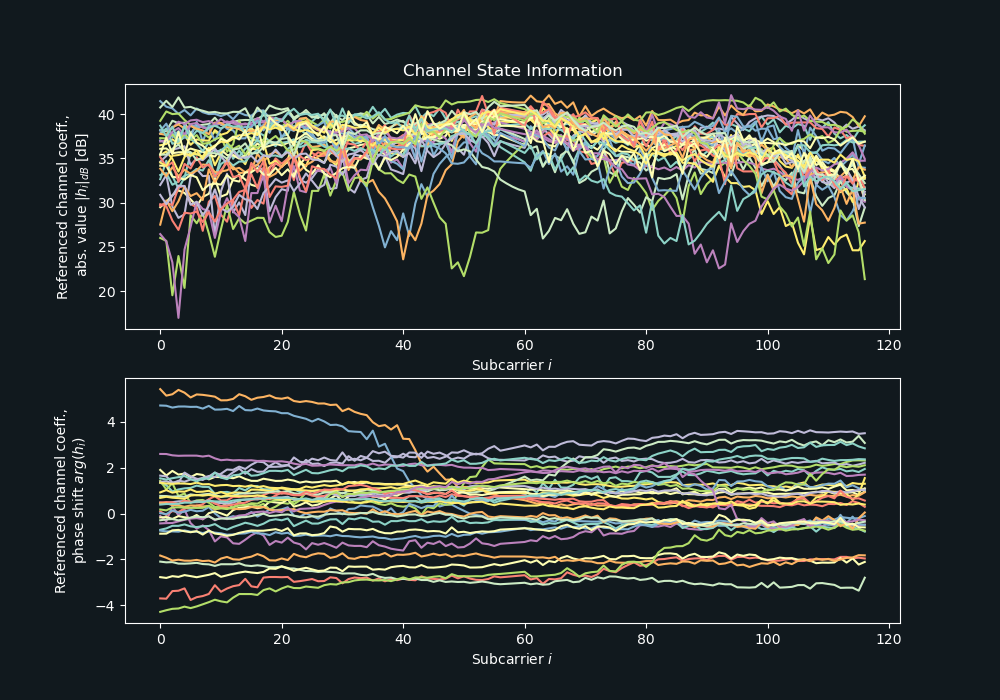 Channel State Information
Referenced channel coeff.,
abs. value |h_i|_dB [dB]
40
35
30
25
20
0 20 40 60 80 100 120
Subcarrier i
Referenced channel coeff.,
phase shift arg(h_i)
4
2
0
−2
−4
0 20 40 60 80 100 120
Subcarrier i